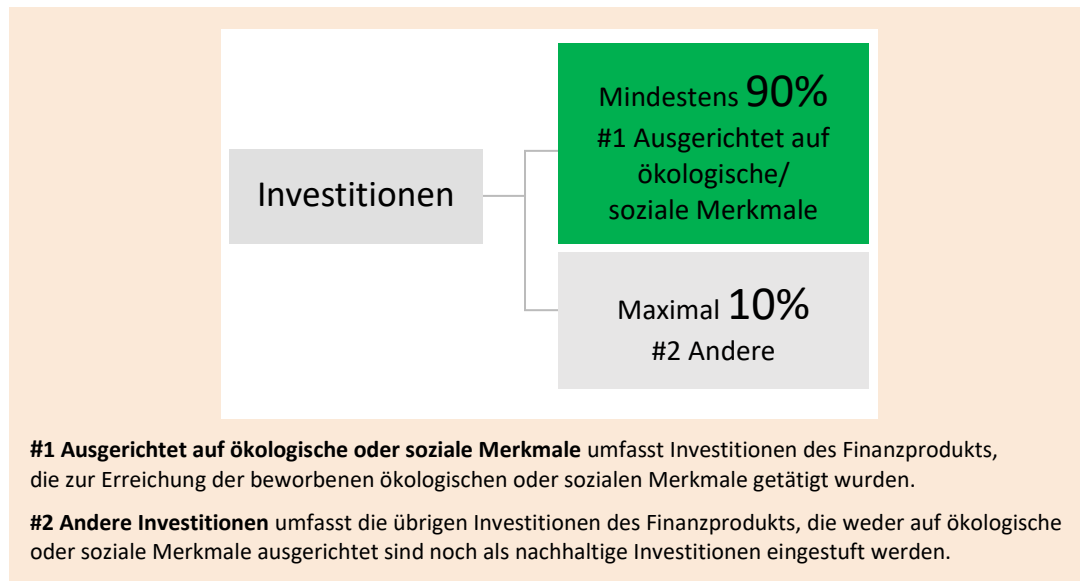 Investitionen
Mindestens 90%
#1 Ausgerichtet auf
ökologische/
soziale Merkmale
Maximal 10%
#2 Andere
#1 Ausgerichtet auf ökologische oder soziale Merkmale umfasst Investitionen des Finanzprodukts,
die zur Erreichung der beworbenen ökologischen oder sozialen Merkmale getätigt wurden.
#2 Andere Investitionen umfasst die übrigen Investitionen des Finanzprodukts, die weder auf ökologische
oder soziale Merkmale ausgerichtet sind noch als nachhaltige Investitionen eingestuft werden.